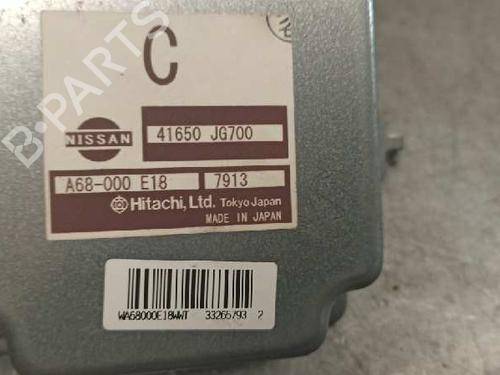 C
NISSAN
41650 JG700
A68-000 E18
7913
Hitachi, Ltd. Tokyo Japan
MADE IN JAPAN
WA68000E18WWT 33265793 2
B-PARTS